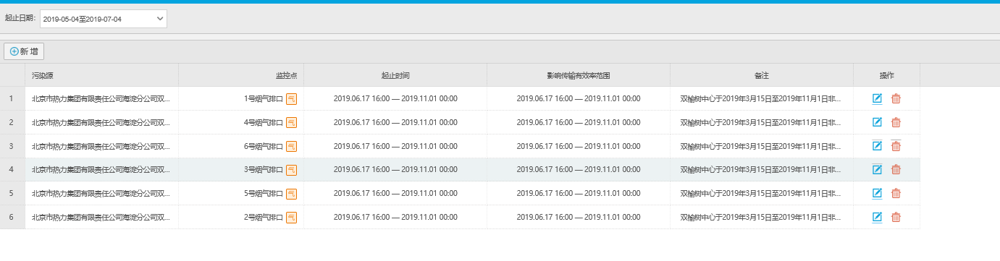 起止日期: 2019-05-04至2019-07-04
新增
污染源 监控点 起止时间 影响传输有效率范围 备注 操作
1 北京市热力集团有限责任公司海淀分公司双... 1号烟气排口 气 2019.06.17 16:00 — 2019.11.01 00:00 2019.06.17 16:00 — 2019.11.01 00:00 双榆树中心于2019年3月15日至2019年11月1日非...
2 北京市热力集团有限责任公司海淀分公司双... 4号烟气排口 气 2019.06.17 16:00 — 2019.11.01 00:00 2019.06.17 16:00 — 2019.11.01 00:00 双榆树中心于2019年3月15日至2019年11月1日非...
3 北京市热力集团有限责任公司海淀分公司双... 6号烟气排口 气 2019.06.17 16:00 — 2019.11.01 00:00 2019.06.17 16:00 — 2019.11.01 00:00 双榆树中心于2019年3月15日至2019年11月1日非...
4 北京市热力集团有限责任公司海淀分公司双... 3号烟气排口 气 2019.06.17 16:00 — 2019.11.01 00:00 2019.06.17 16:00 — 2019.11.01 00:00 双榆树中心于2019年3月15日至2019年11月1日非...
5 北京市热力集团有限责任公司海淀分公司双... 5号烟气排口 气 2019.06.17 16:00 — 2019.11.01 00:00 2019.06.17 16:00 — 2019.11.01 00:00 双榆树中心于2019年3月15日至2019年11月1日非...
6 北京市热力集团有限责任公司海淀分公司双... 2号烟气排口 气 2019.06.17 16:00 — 2019.11.01 00:00 2019.06.17 16:00 — 2019.11.01 00:00 双榆树中心于2019年3月15日至2019年11月1日非...